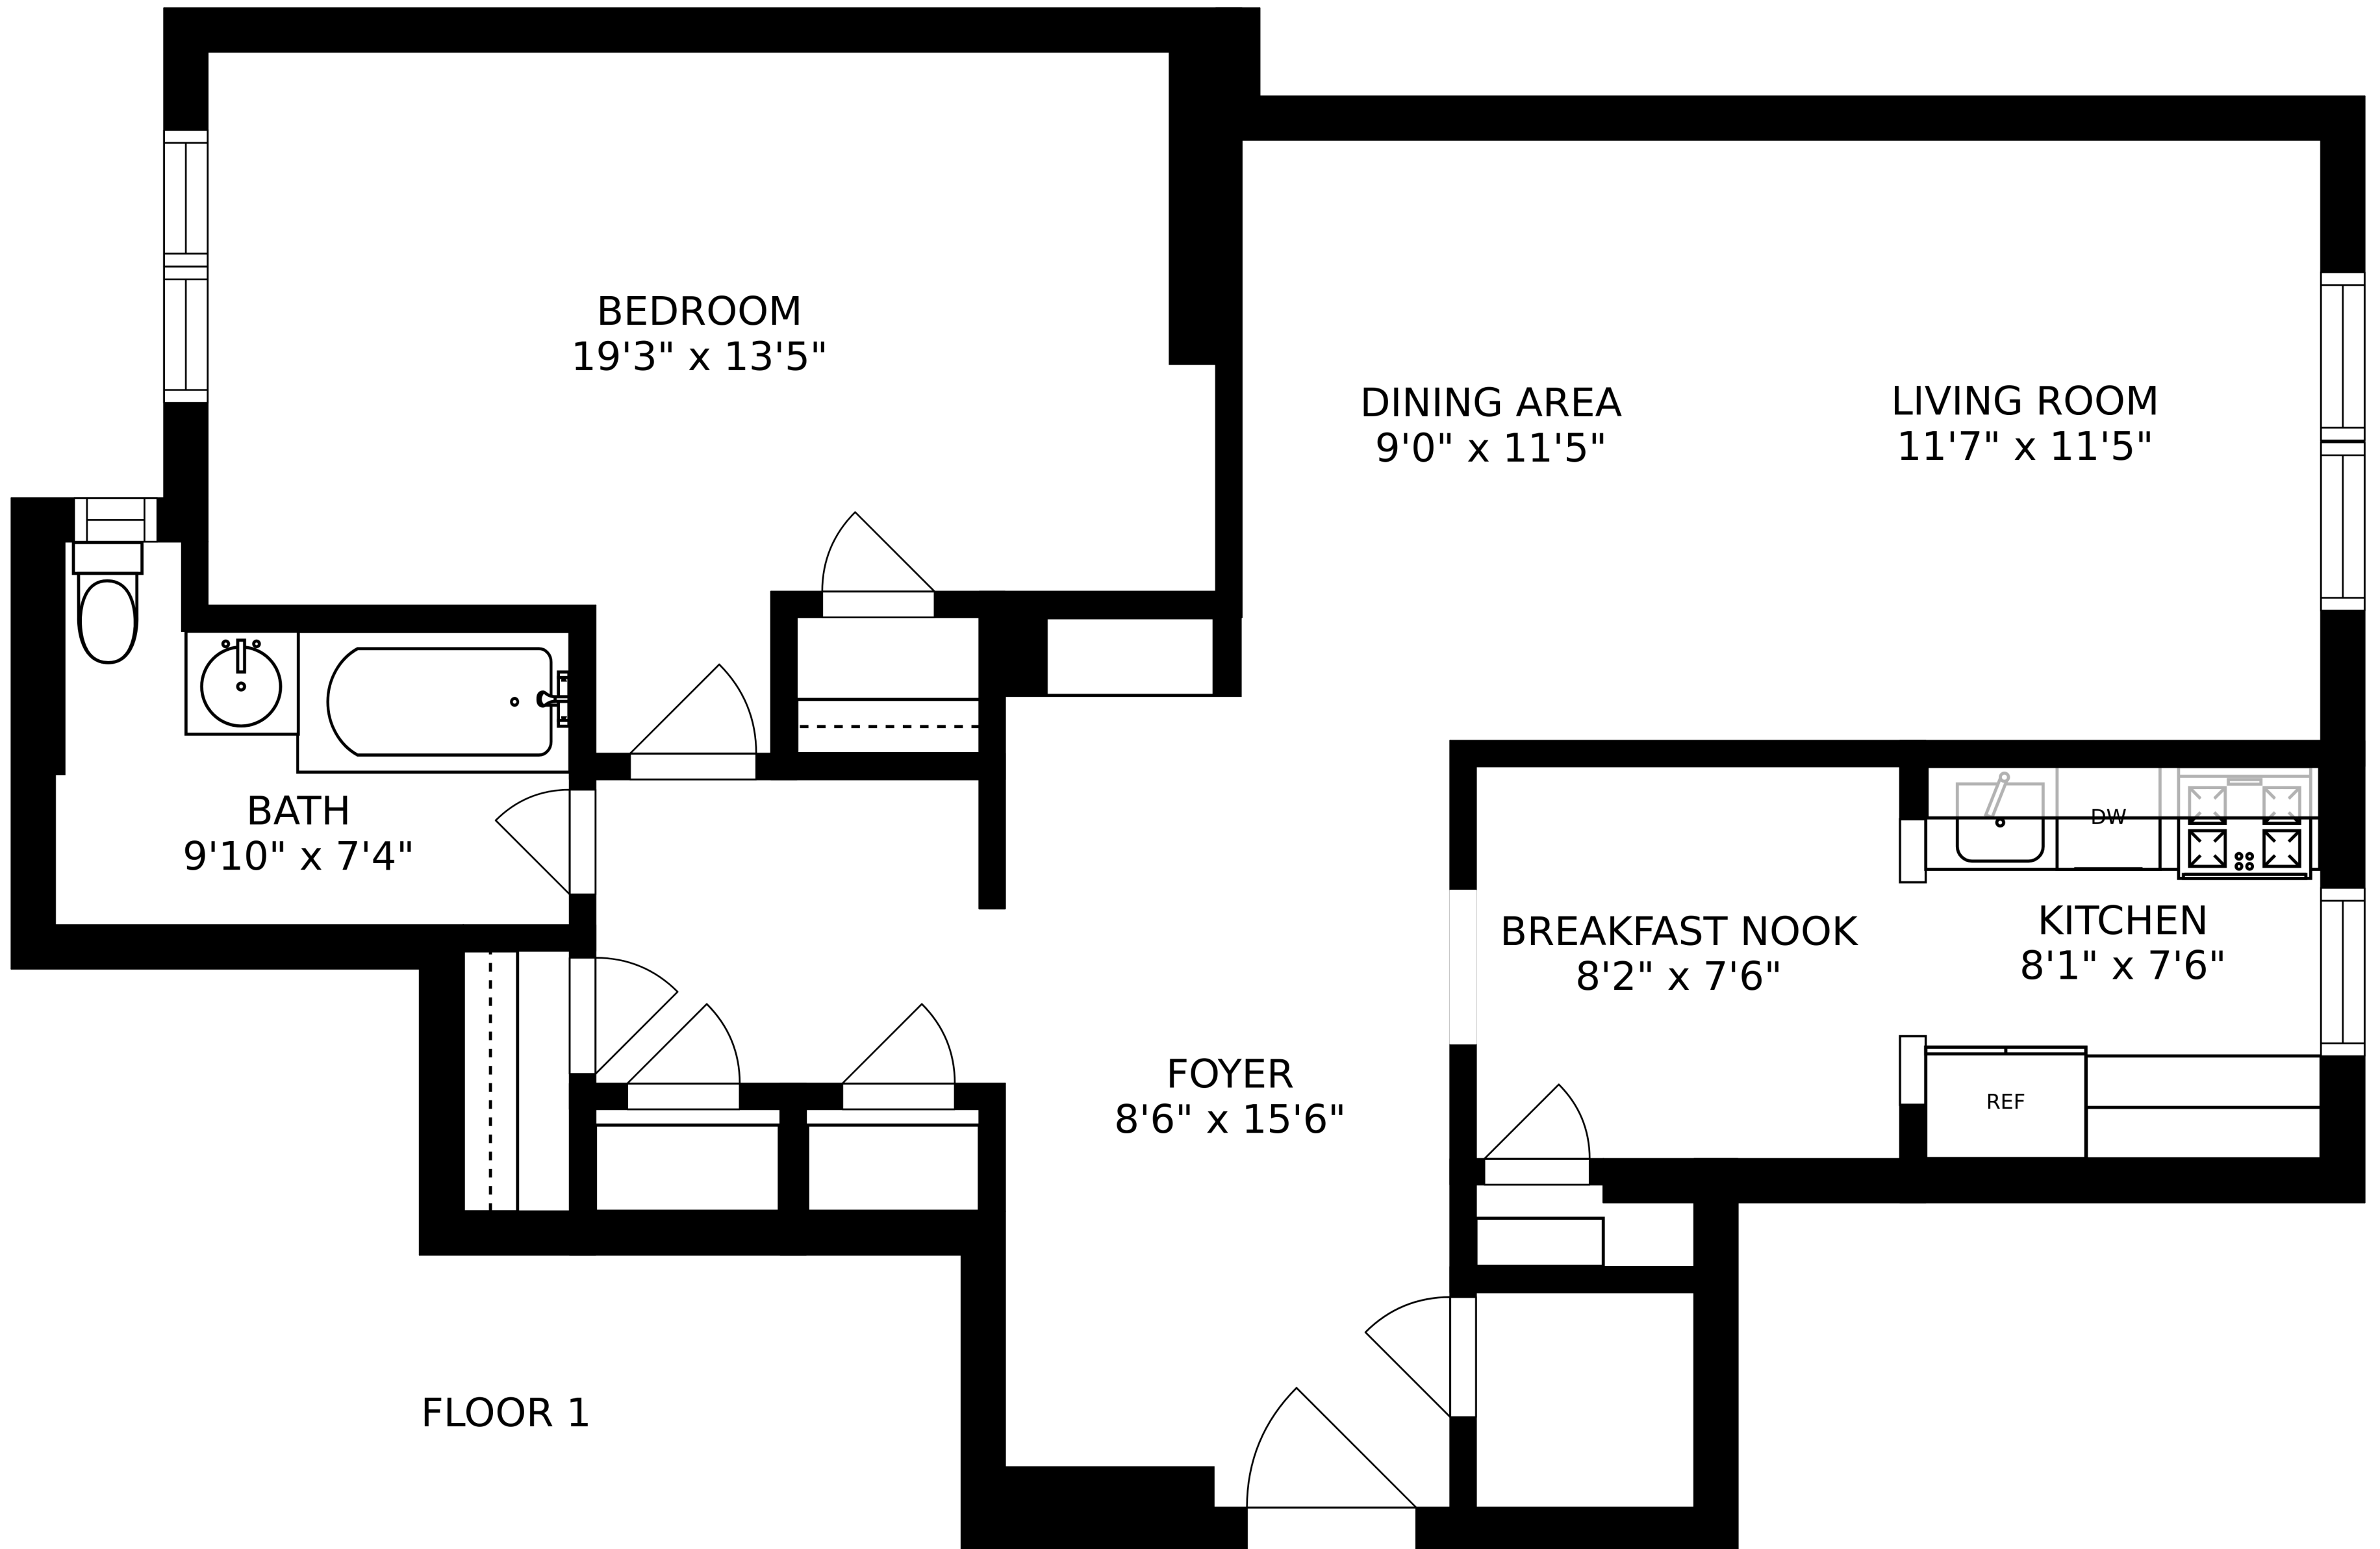 BEDROOM
19'3" x 13'5"
DINING AREA
9'0" x 11'5"
LIVING ROOM
11'7" x 11'5"
BATH
9'10" x 7'4"
DW
BREAKFAST NOOK
8'2" x 7'6"
KITCHEN
8'1" x 7'6"
FOYER
8'6" x 15'6"
REF
FLOOR 1